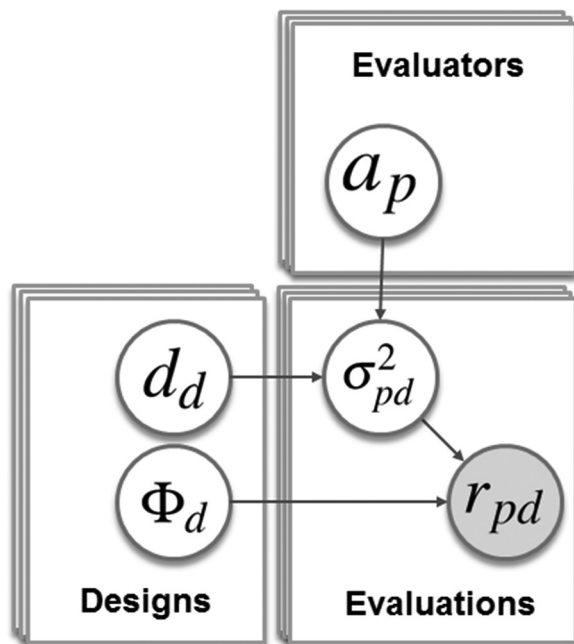 Evaluators
a_p
d_d
σ²_pd
Φ_d
r_pd
Designs
Evaluations